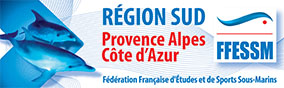 RÉGION SUD
Provence Alpes
Côte d'Azur
FFESSM
Fédération Française d'Études et de Sports Sous-Marins